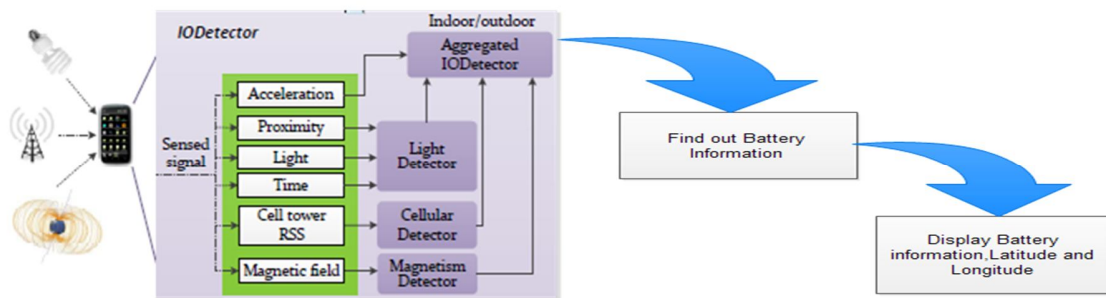 Indoor/outdoor
IODetector
Aggregated
IODetector
Acceleration
Proximity
Sensed
signal
Light
Time
Light
Detector
Cell tower
RSS
Cellular
Detector
Magnetic field
Magnetism
Detector
Find out Battery
Information
Display Battery
information,Latitude and
Longitude